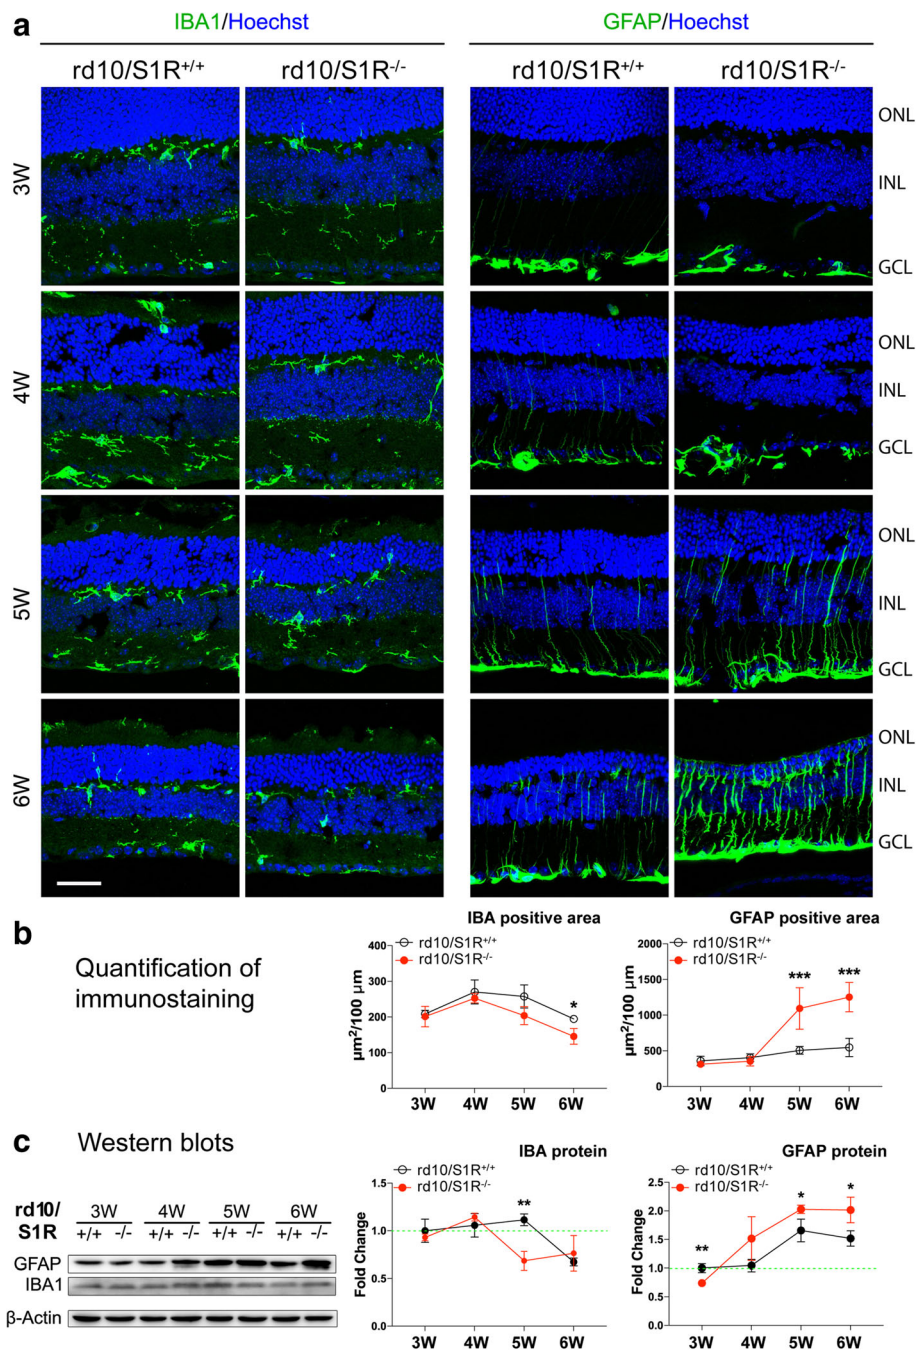 a
IBA1/Hoechst
GFAP/Hoechst
rd10/S1R+/+
rd10/S1R-/-
rd10/S1R+/+
rd10/S1R-/-
3W
ONL
INL
GCL
4W
ONL
INL
GCL
5W
ONL
INL
GCL
6W
ONL
INL
GCL
b
Quantification of
immunostaining
IBA positive area
rd10/S1R+/+
rd10/S1R-/-
µm2/100 µm
400
300
200
100
0
*
3W 4W 5W 6W
GFAP positive area
rd10/S1R+/+
rd10/S1R-/-
µm2/100 µm
2000
1500
1000
500
0
*** ***
3W 4W 5W 6W
c
Western blots
rd10/
S1R
3W 4W 5W 6W
+/+ -/- +/+ -/- +/+ -/- +/+ -/-
GFAP
IBA1
β-Actin
IBA protein
rd10/S1R+/+
rd10/S1R-/-
Fold Change
1.5
1.0
0.5
0.0
**
3W 4W 5W 6W
GFAP protein
rd10/S1R+/+
rd10/S1R-/-
Fold Change
2.5
2.0
1.5
1.0
0.5
0.0
** * *
3W 4W 5W 6W